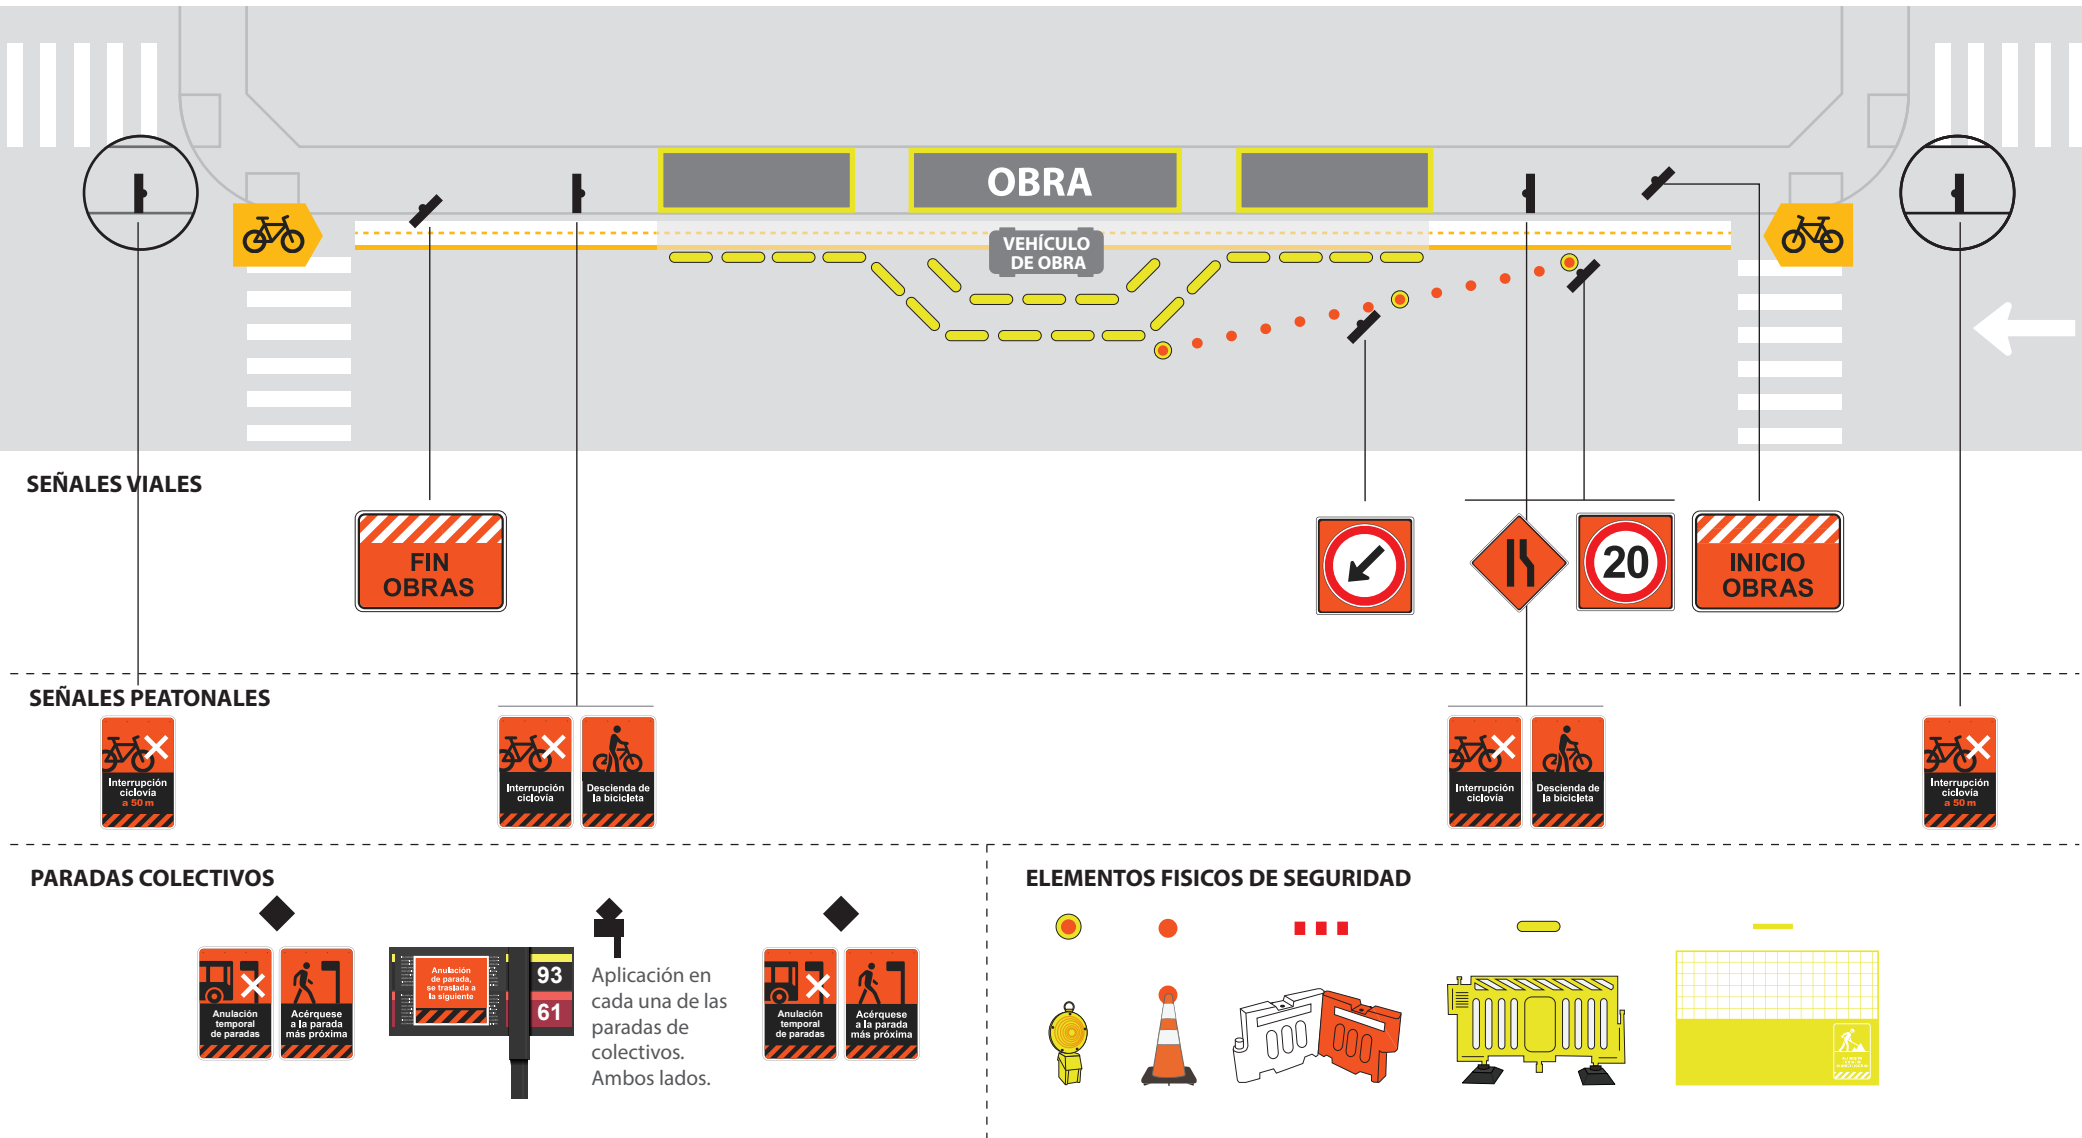 OBRA
VEHÍCULO
DE OBRA
SEÑALES VIALES
FIN
OBRAS
20
INICIO
OBRAS
SEÑALES PEATONALES
Interrupción
ciclovía
a 50 m
Interrupción
ciclovía
Descienda de
la bicicleta
Interrupción
ciclovía
Descienda de
la bicicleta
Interrupción
ciclovía
a 50 m
PARADAS COLECTIVOS
Anulación
temporal
de paradas
Acérquese
a la parada
más próxima
Anulación
de parada,
se traslada a
la siguiente
93
61
Aplicación en
cada una de las
paradas de
colectivos.
Ambos lados.
Anulación
temporal
de paradas
Acérquese
a la parada
más próxima
ELEMENTOS FISICOS DE SEGURIDAD